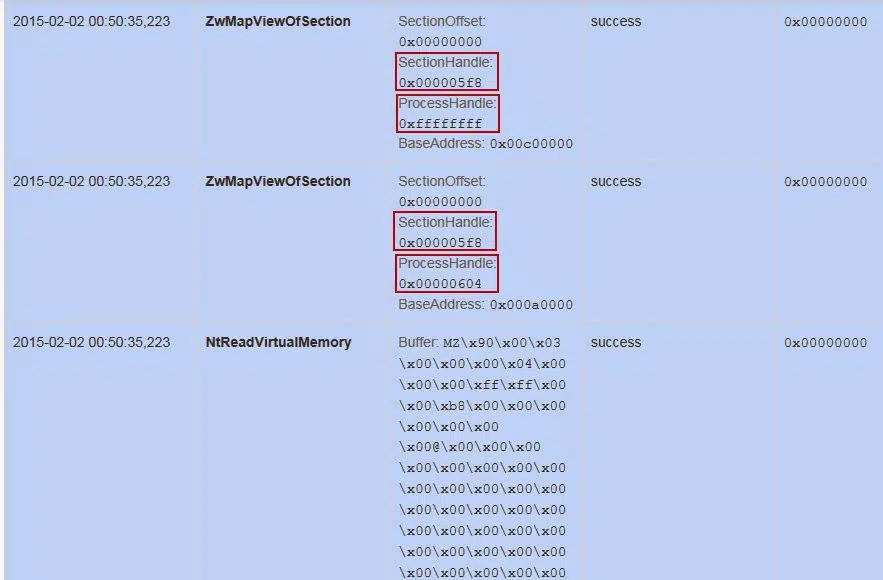 2015-02-02 00:50:35,223 ZwMapViewOfSection SectionOffset: success 0x00000000
0x00000000
SectionHandle:
0x000005f8
ProcessHandle:
0xffffffff
BaseAddress: 0x00c00000
2015-02-02 00:50:35,223 ZwMapViewOfSection SectionOffset: success 0x00000000
0x00000000
SectionHandle:
0x000005f8
ProcessHandle:
0x00000604
BaseAddress: 0x000a0000
2015-02-02 00:50:35,223 NtReadVirtualMemory Buffer: MZ\x90\x00\x03 success 0x00000000
\x00\x00\x00\x04\x00
\x00\x00\xff\xff\x00
\x00\xb8\x00\x00\x00
\x00\x00\x00
\x00@\x00\x00\x00
\x00\x00\x00\x00\x00
\x00\x00\x00\x00\x00
\x00\x00\x00\x00\x00
\x00\x00\x00\x00\x00
\x00\x00\x00\x00\x00
\x00\x00\x00\x00\x00